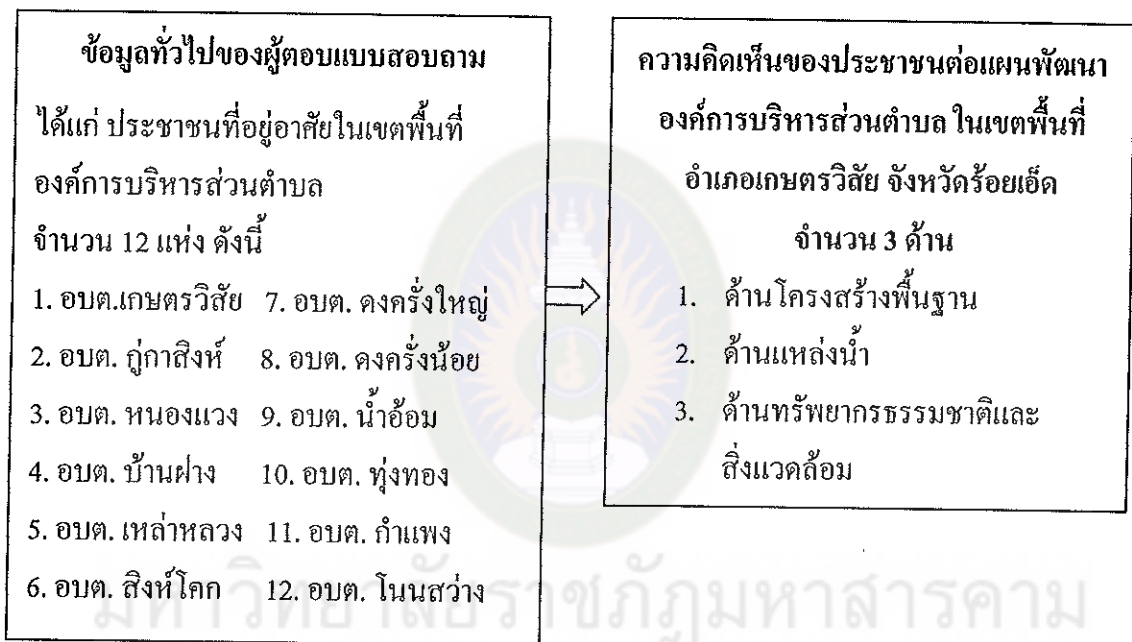 ข้อมูลทั่วไปของผู้ตอบแบบสอบถาม
ได้แก่ ประชาชนที่อยู่อาศัยในเขตพื้นที่
องค์การบริหารส่วนตำบล
จำนวน 12 แห่ง ดังนี้
1. อบต.เกษตรวิสัย 7. อบต. ดงครั่งใหญ่
2. อบต. กู่กาสิงห์ 8. อบต. ดงครั่งน้อย
3. อบต. หนองแวง 9. อบต. น้ำอ้อม
4. อบต. บ้านฝาง 10. อบต. ทุ่งทอง
5. อบต. เหล่าหลวง 11. อบต. กำแพง
6. อบต. สิงห์โคก 12. อบต. โนนสว่าง
ความคิดเห็นของประชาชนต่อแผนพัฒนา
องค์การบริหารส่วนตำบล ในเขตพื้นที่
อำเภอเกษตรวิสัย จังหวัดร้อยเอ็ด
จำนวน 3 ด้าน
1. ด้านโครงสร้างพื้นฐาน
2. ด้านแหล่งน้ำ
3. ด้านทรัพยากรธรรมชาติและ
สิ่งแวดล้อม
มหาวิทยาลัยราชภัฏมหาสารคาม